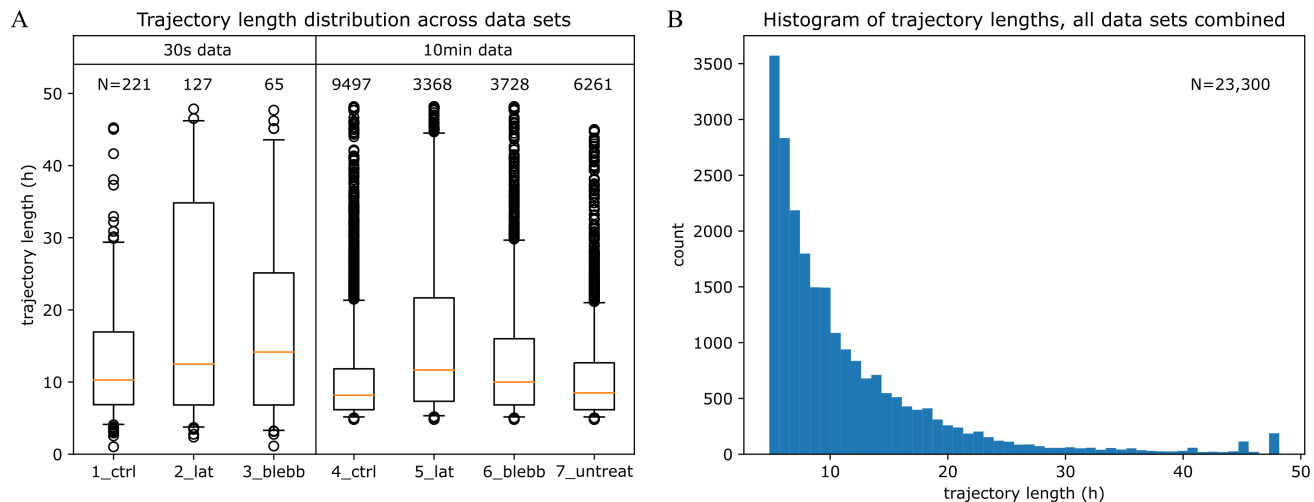 A
Trajectory length distribution across data sets
30s data
10min data
N=221 127 65 9497 3368 3728 6261
50
40
30
20
10
0
trajectory length (h)
1_ctrl 2_lat 3_blebb 4_ctrl 5_lat 6_blebb 7_untreat
B
Histogram of trajectory lengths, all data sets combined
N=23,300
3500
3000
2500
2000
1500
1000
500
0
count
10 20 30 40 50
trajectory length (h)